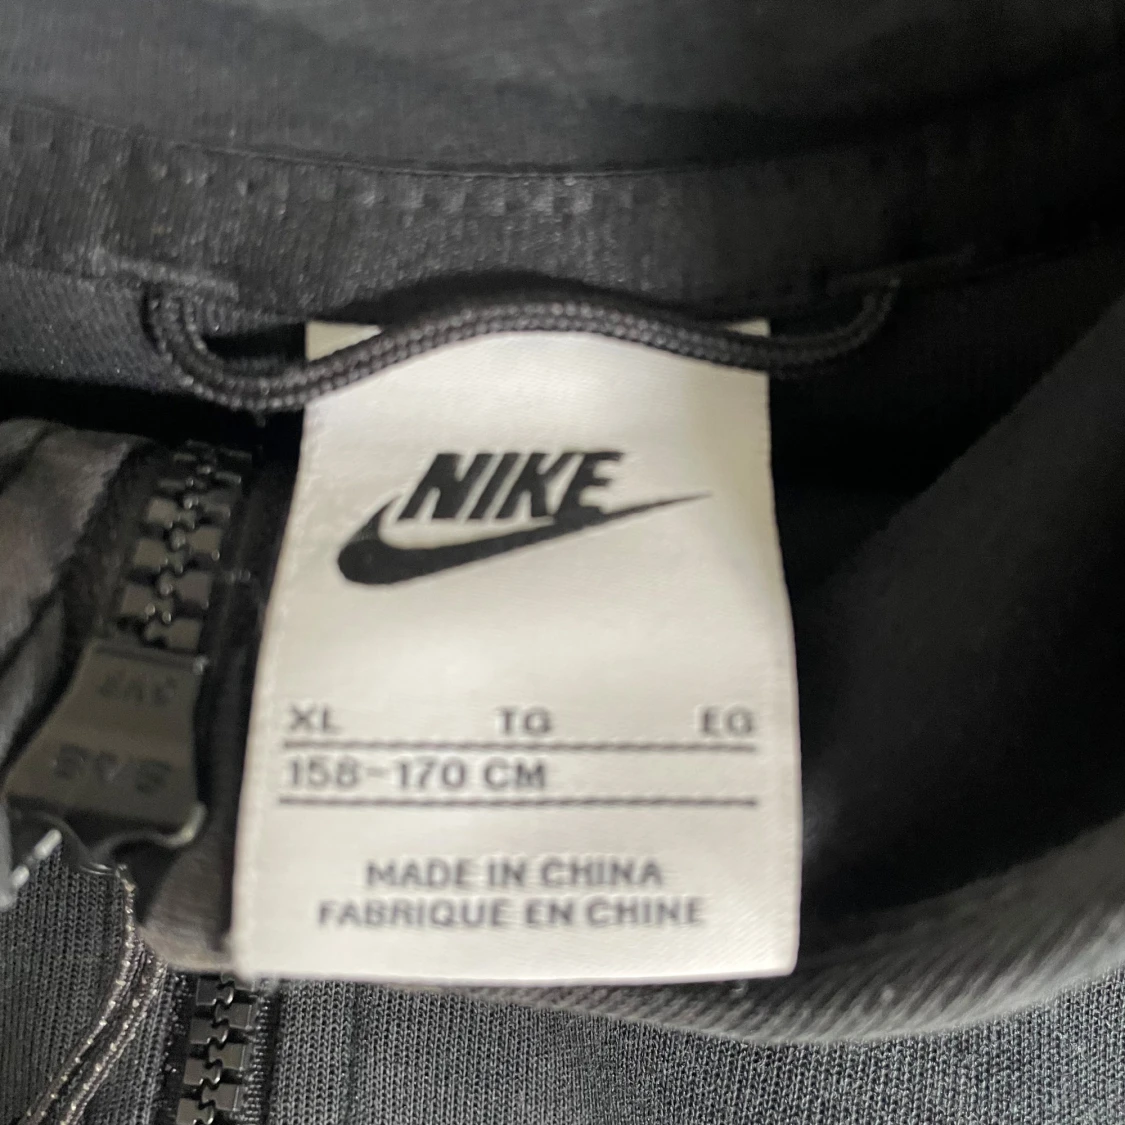 NIKE
XL TG EG
158-170 CM
MADE IN CHINA
FABRIQUE EN CHINE